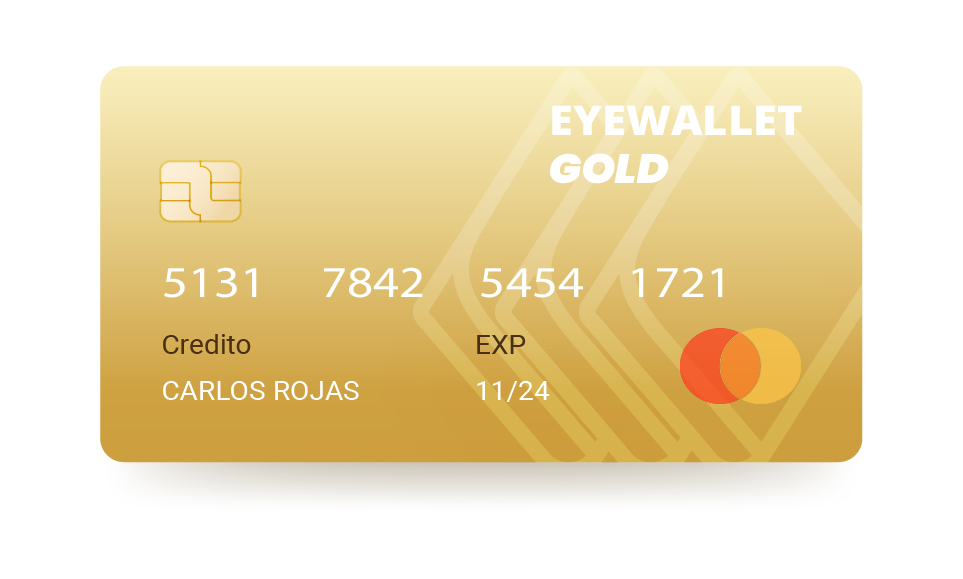 EYEWALLET
GOLD
5131 7842 5454 1721
Credito EXP
CARLOS ROJAS 11/24